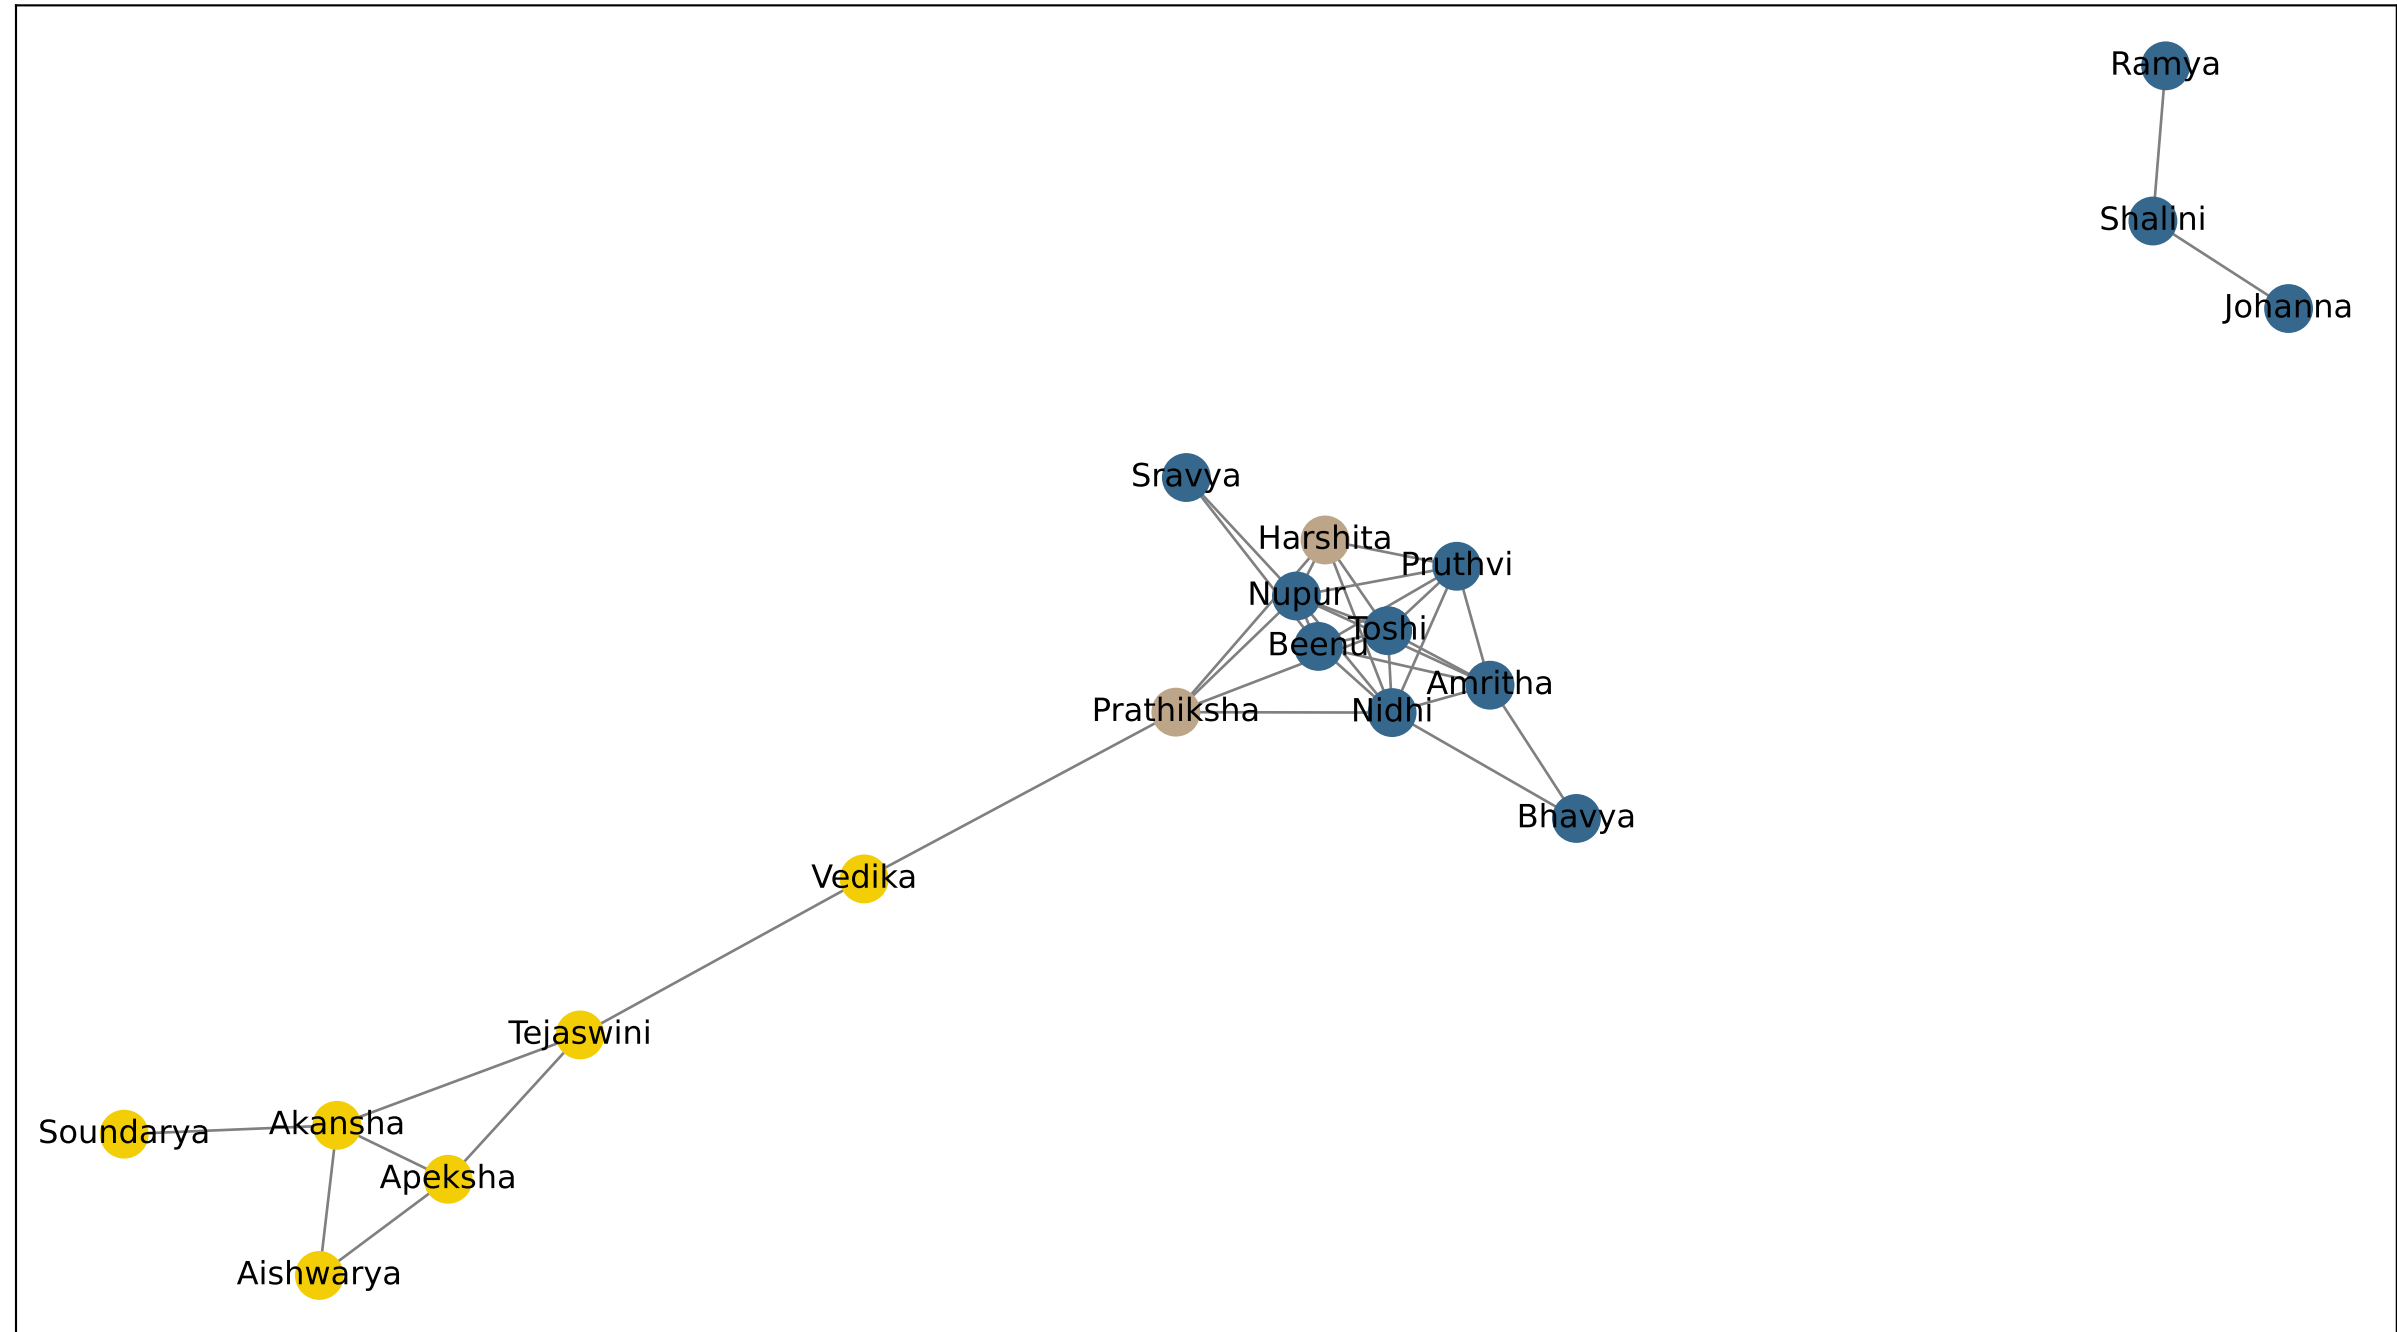 Ramya
Shalini
Johanna
Sravya
Harshita
Pruthvi
Nupur
Toshi
Beenu
Amritha
Prathiksha
Nidhi
Bhavya
Vedika
Tejaswini
Akansha
Soundarya
Apeksha
Aishwarya